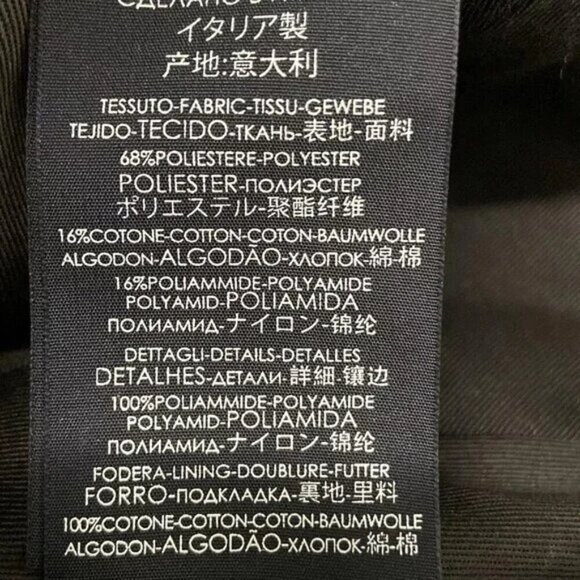 イタリア製
产地:意大利
TESSUTO-FABRIC-TISSU-GEWEBE
TEJIDO-TECIDO-ТКАНЬ-表地-面料
68%POLIESTERE-POLYESTER
POLIESTER-ПОЛИЭСТЕР
ポリエステル-聚酯纤维
16%COTONE-COTTON-COTON-BAUMWOLLE
ALGODON-ALGODÃO-ХЛОПОК-綿-棉
16%POLIAMMIDE-POLYAMIDE
POLYAMID-POLIAMIDA
ПОЛИАМИД-ナイロン-锦纶
DETTAGLI-DETAILS-DETALLES
DETALHES-ДЕТАЛИ-詳細-镶边
100%POLIAMMIDE-POLYAMIDE
POLYAMID-POLIAMIDA
ПОЛИАМИД-ナイロン-锦纶
FODERA-LINING-DOUBLURE-FUTTER
FORRO-ПОДКЛАДКА-裏地-里料
100%COTONE-COTTON-COTON-BAUMWOLLE
ALGODON-ALGODÃO-ХЛОПОК-綿-棉